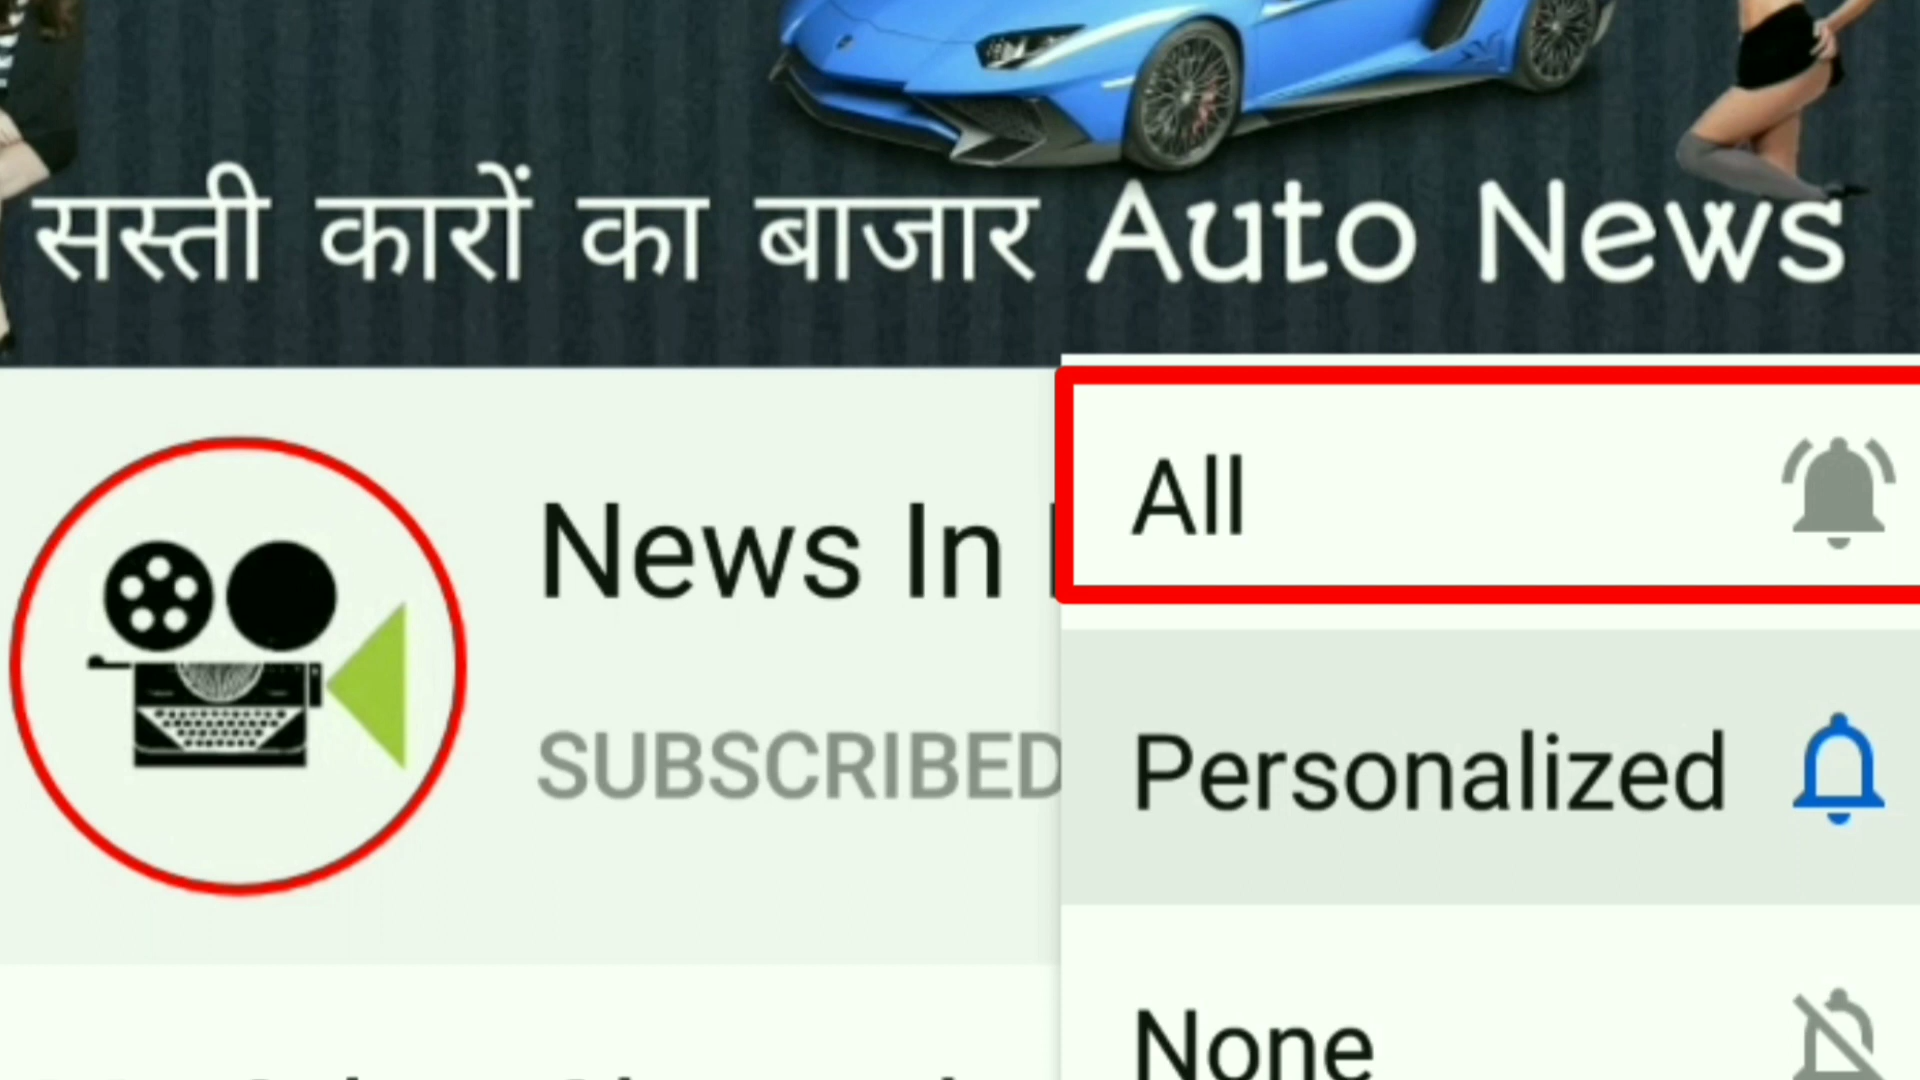 सस्ती कारों का बाजार Auto News
News In
SUBSCRIBED
All
Personalized
None